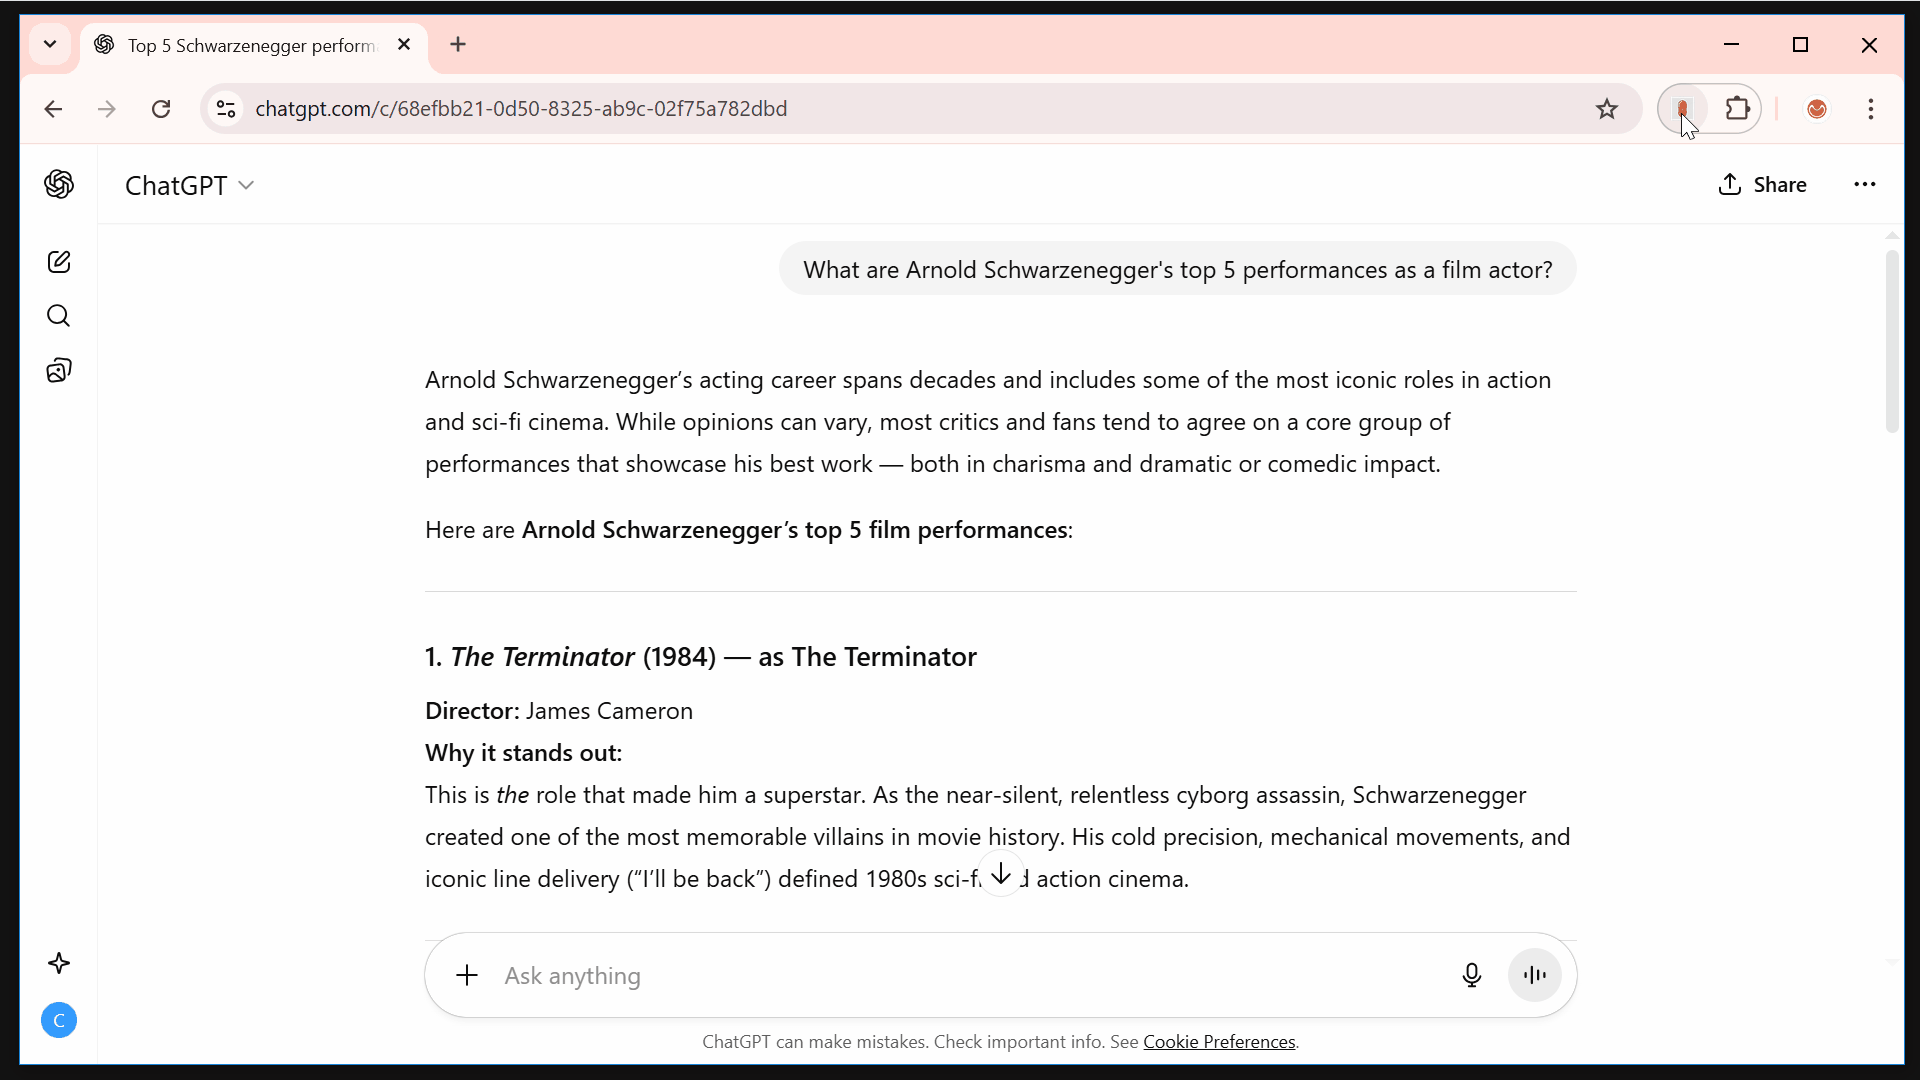 Top 5 Schwarzenegger perform
chatgpt.com/c/68efbb21-0d50-8325-ab9c-02f75a782dbd
ChatGPT
Share
What are Arnold Schwarzenegger's top 5 performances as a film actor?
Arnold Schwarzenegger’s acting career spans decades and includes some of the most iconic roles in action
and sci-fi cinema. While opinions can vary, most critics and fans tend to agree on a core group of
performances that showcase his best work — both in charisma and dramatic or comedic impact.
Here are Arnold Schwarzenegger’s top 5 film performances:
1. The Terminator (1984) — as The Terminator
Director: James Cameron
Why it stands out:
This is the role that made him a superstar. As the near-silent, relentless cyborg assassin, Schwarzenegger
created one of the most memorable villains in movie history. His cold precision, mechanical movements, and
iconic line delivery (“I’ll be back”) defined 1980s sci-f d action cinema.
Ask anything
C
ChatGPT can make mistakes. Check important info. See Cookie Preferences.